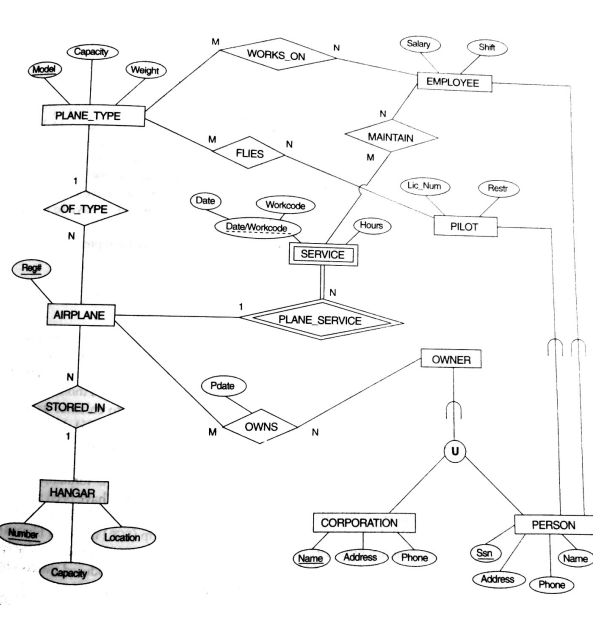 Capacity
Model
Weight
PLANE_TYPE
M
WORKS_ON
N
Salary
Shift
EMPLOYEE
N
MAINTAIN
M
M
FLIES
N
1
OF_TYPE
N
Date
Workcode
Date/Workcode
Hours
SERVICE
Lic_Num
Restr
PILOT
Reg#
AIRPLANE
1
N
PLANE_SERVICE
N
STORED_IN
1
Pdate
M
OWNS
N
OWNER
U
HANGAR
Number
Location
Capacity
CORPORATION
Name
Address
Phone
PERSON
Ssn
Name
Address
Phone